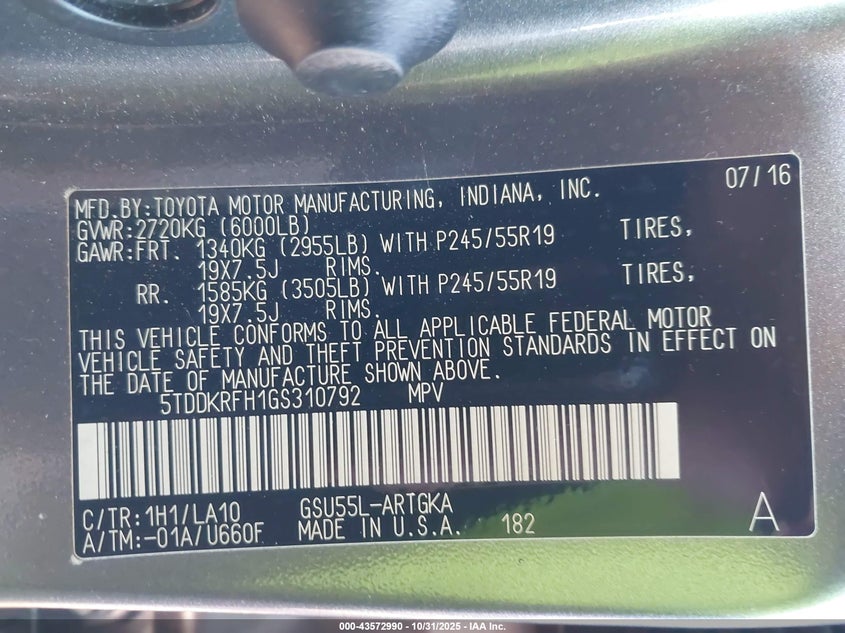 07/16
MFD.BY:TOYOTA MOTOR MANUFACTURING, INDIANA, INC.
GVWR:2720KG (6000LB)
GAWR:FRT. 1340KG (2955LB) WITH P245/55R19 TIRES,
19X7.5J RIMS.
RR. 1585KG (3505LB) WITH P245/55R19 TIRES,
19X7.5J RIMS.
THIS VEHICLE CONFORMS TO ALL APPLICABLE FEDERAL MOTOR
VEHICLE SAFETY AND THEFT PREVENTION STANDARDS IN EFFECT ON
THE DATE OF MANUFACTURE SHOWN ABOVE.
5TDDKRFH1GS310792 MPV
C/TR:1H1/LA10 GSU55L-ARTGKA
A/TM:-01A/U660F MADE IN U.S.A. 182 A
000-43572990 - 10/31/2025 - IAA Inc.